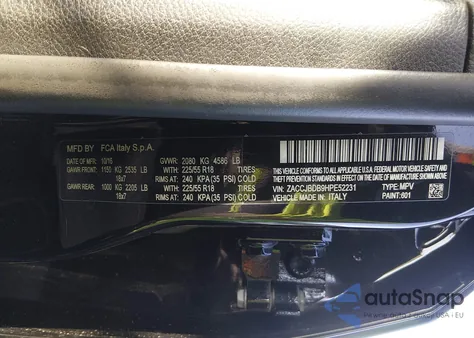 MFD BY FCA Italy S.p.A.
10/16 GVWR: 2080 KG 4586 LB
GAWR FRONT: 1150 KG 2535 LB WITH 225/55 R18 TIRES
18x7 RIMS AT: 240 KPA (35 PSI) COLD
GAWR REAR: 1000 KG 2205 LB WITH 225/55 R18 TIRES
18x7 RIMS AT: 240 KPA (35 PSI) COLD
THIS VEHICLE CONFORMS TO ALL APPLICABLE U.S.A. FEDERAL MOTOR VEHICLE
SAFETY, BUMPER AND THEFT PREVENTION STANDARDS IN EFFECT ON THE DATE OF MANUFACTURE SHOWN ABOVE
VIN: ZACCJBDB9HPE52231 TYPE: MPV
VEHICLE MADE IN: ITALY PAINT: 601
autoSnap